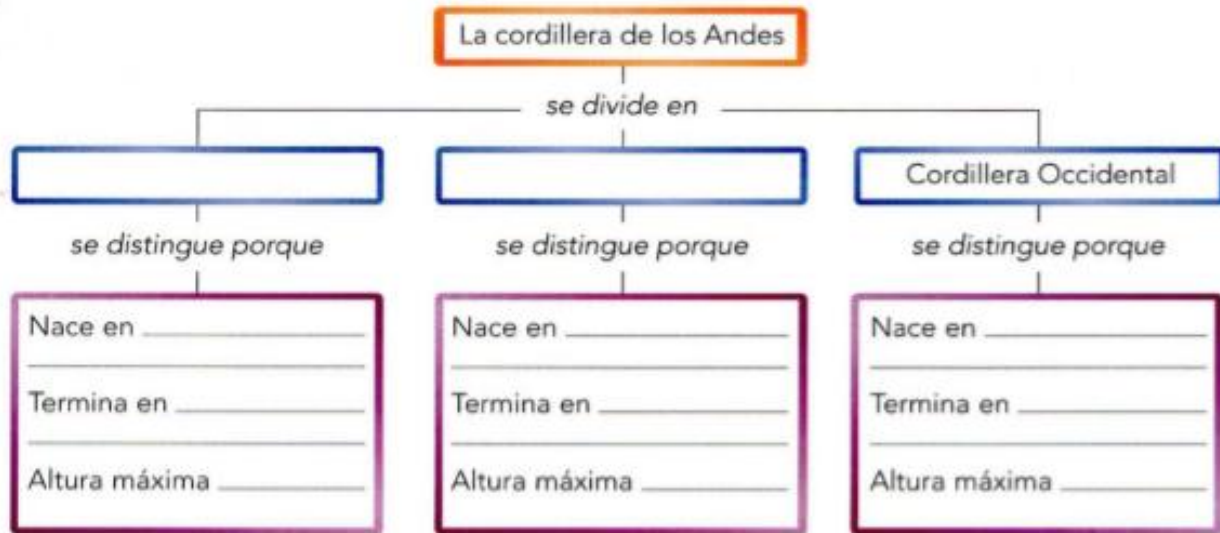 La cordillera de los Andes
se divide en
Cordillera Occidental
se distingue porque
se distingue porque
se distingue porque
Nace en
Termina en
Altura máxima
Nace en
Termina en
Altura máxima
Nace en
Termina en
Altura máxima